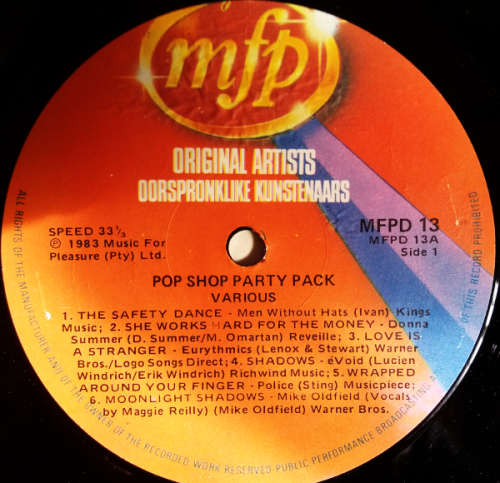 mfp
ORIGINAL ARTISTS
OORSPRONKLIKE KUNSTENAARS
SPEED 33⅓
℗ 1983 Music For
Pleasure (Pty) Ltd.
MFPD 13
MFPD 13A
Side 1
POP SHOP PARTY PACK
VARIOUS
1. THE SAFETY DANCE - Men Without Hats (Ivan) Kings
Music; 2. SHE WORKS HARD FOR THE MONEY - Donna
Summer (D. Summer/M. Omartan) Reveille; 3. LOVE IS
A STRANGER - Eurythmics (Lenox & Stewart) Warner
Bros./Logo Songs Direct; 4. SHADOWS - éVoid (Lucien
Windrich/Erik Windrich) Richwind Music; 5. WRAPPED
AROUND YOUR FINGER - Police (Sting) Musicpiece;
6. MOONLIGHT SHADOWS - Mike Oldfield (Vocals
by Maggie Reilly) (Mike Oldfield) Warner Bros.
ALL RIGHTS OF THE MANUFACTURER AND OF THE OWNER OF THE RECORDED WORK RESERVED PUBLIC PERFORMANCE BROADCASTING OF THIS RECORD PROHIBITED